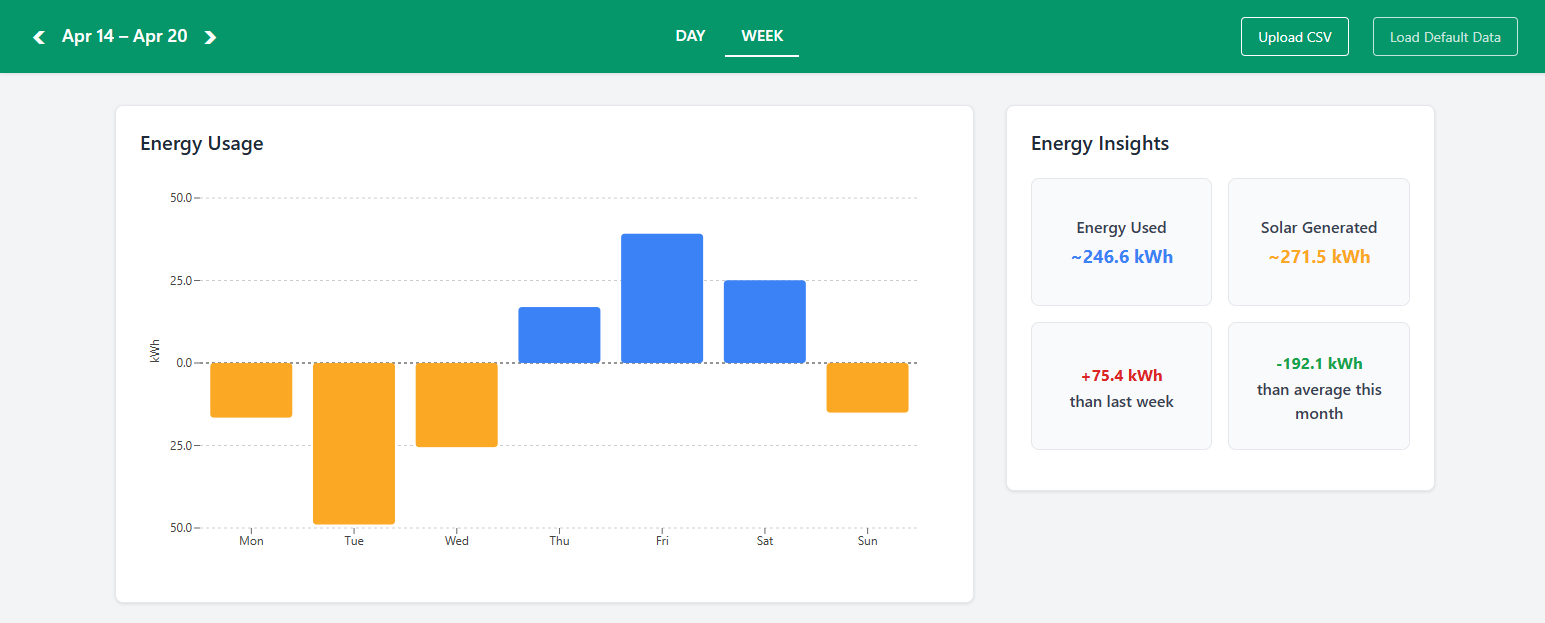 Apr 14 – Apr 20
DAY
WEEK
Upload CSV
Load Default Data
Energy Usage
kWh
50.0
25.0
0.0
25.0
50.0
Mon
Tue
Wed
Thu
Fri
Sat
Sun
Energy Insights
Energy Used
~246.6 kWh
Solar Generated
~271.5 kWh
+75.4 kWh
than last week
-192.1 kWh
than average this
month